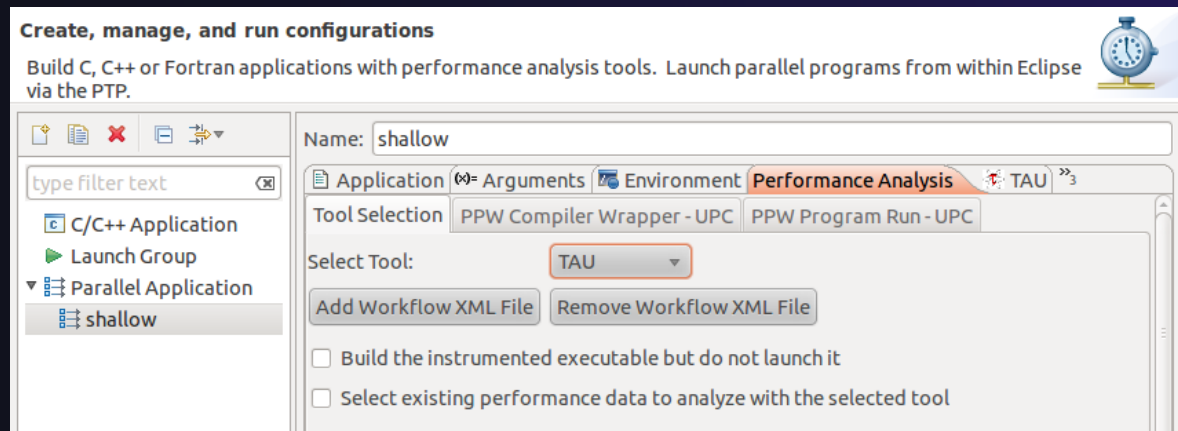 Create, manage, and run configurations
Build C, C++ or Fortran applications with performance analysis tools. Launch parallel programs from within Eclipse
via the PTP.
Name: shallow
type filter text
Application (x)= Arguments Environment Performance Analysis TAU »3
Tool Selection PPW Compiler Wrapper - UPC PPW Program Run - UPC
C/C++ Application
Launch Group
Parallel Application
shallow
Select Tool: TAU
Add Workflow XML File Remove Workflow XML File
Build the instrumented executable but do not launch it
Select existing performance data to analyze with the selected tool